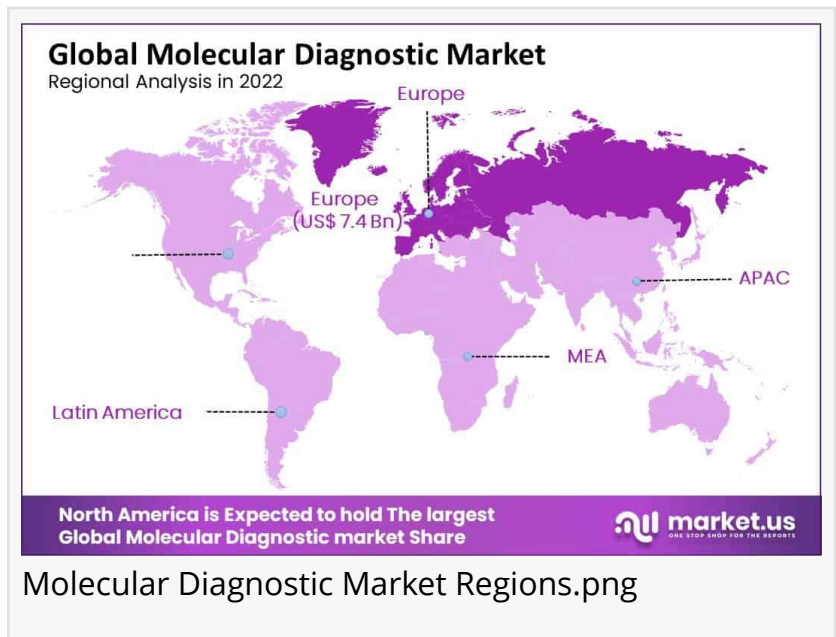 Global Molecular Diagnostic Market
Regional Analysis in 2022
Europe
Europe
(US$ 7.4 Bn)
APAC
MEA
Latin America
North America is Expected to hold The largest
Global Molecular Diagnostic market Share
market.us
ONE STOP SHOP FOR THE REPORTS
Molecular Diagnostic Market Regions.png